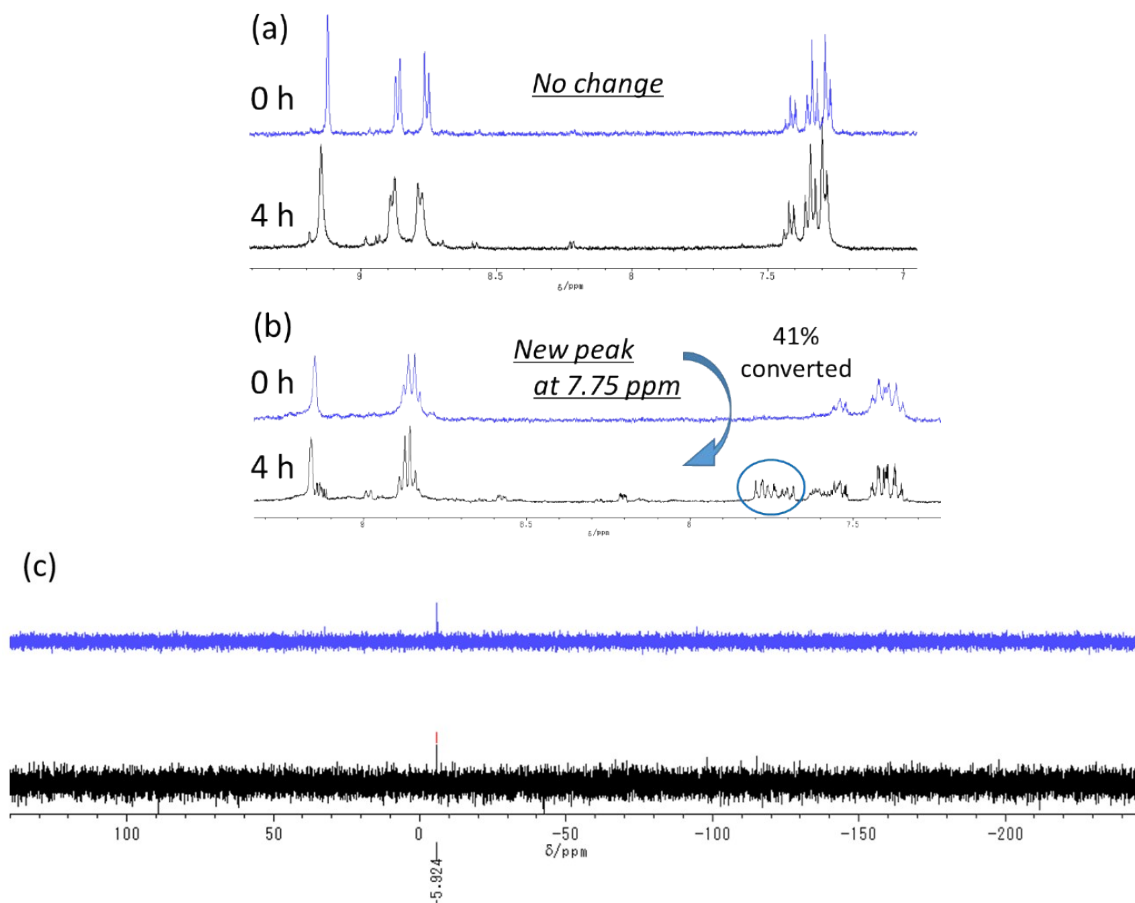 (a)
0 h
No change
4 h
9
8.5
8
7.5
7
δ/ppm
(b)
0 h
New peak
at 7.75 ppm
41%
converted
4 h
9
8.5
8
7.5
δ/ppm
(c)
100
50
0
-50
-100
-150
-200
δ/ppm
-5.924